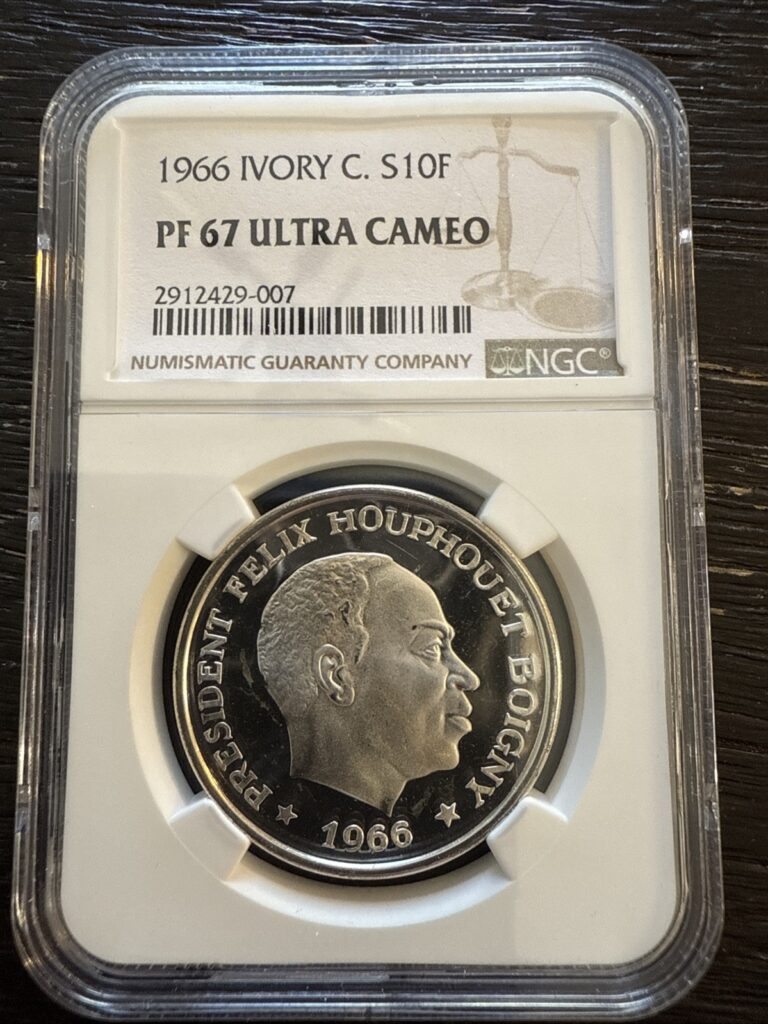 1966 IVORY C. S10F
PF 67 ULTRA CAMEO
2912429-007
NUMISMATIC GUARANTY COMPANY
NGC®
PRESIDENT FELIX HOUPHOUET BOIGNY
1966